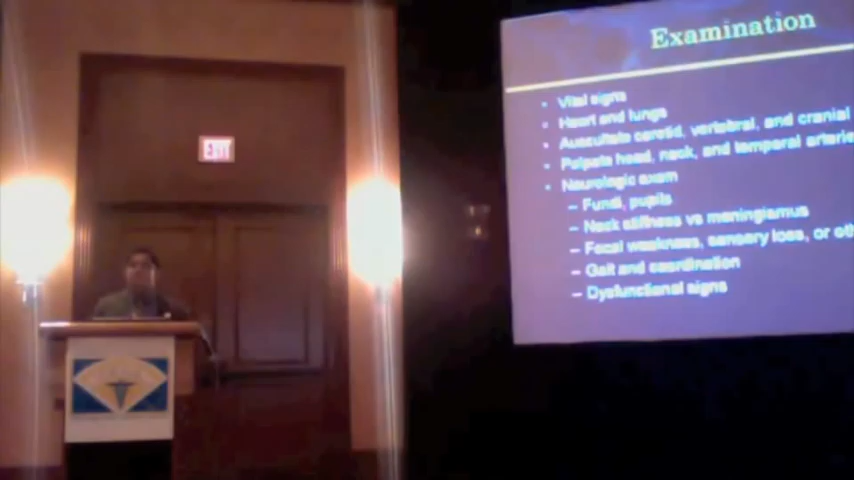 EXIT
Examination
• Vital signs
• Heart and lungs
• Auscultate carotid, vertebral, and cranial
• Palpate head, neck, and temporal arteries
• Neurologic exam
– Fundi, pupils
– Neck stiffness vs meningismus
– Focal weakness, sensory loss, or oth
– Gait and coordination
– Dysfunctional signs